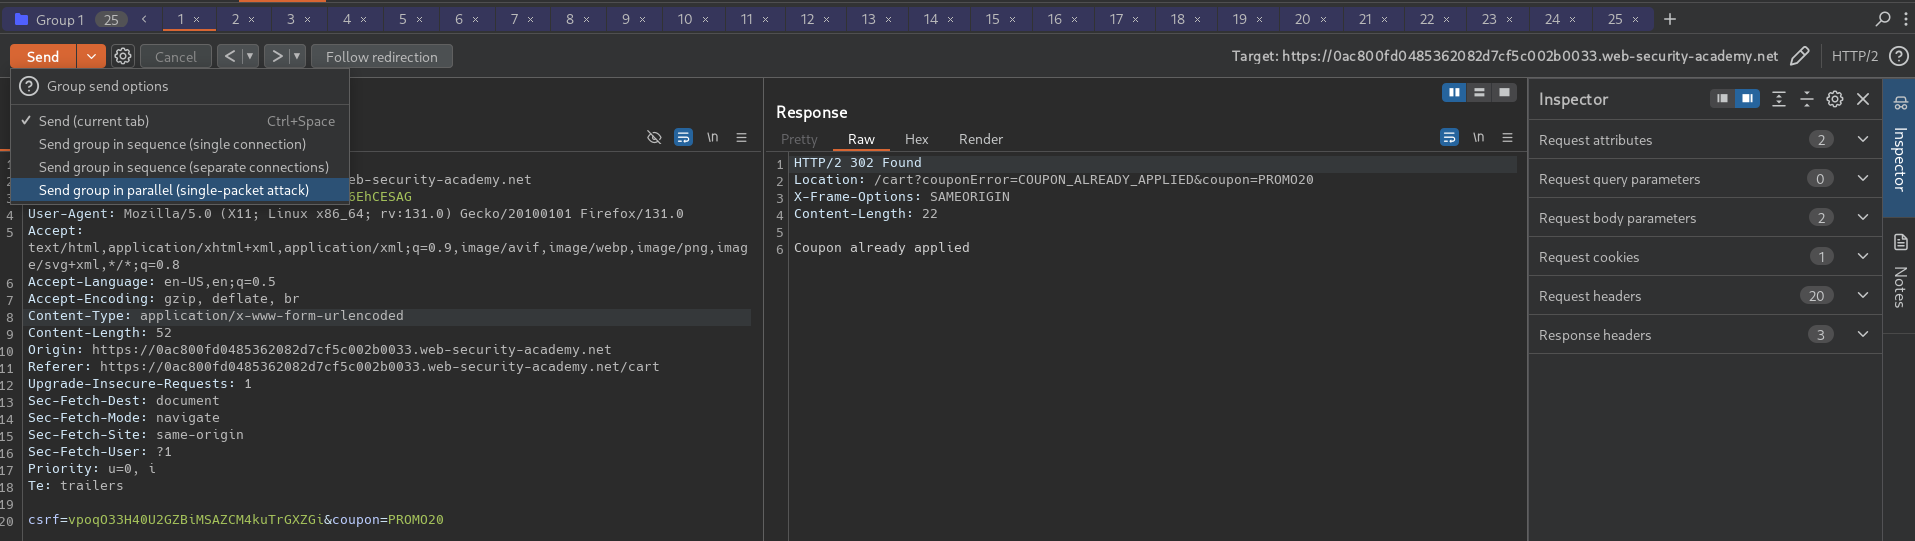 Group 1 25 < 1 × 2 × 3 × 4 × 5 × 6 × 7 × 8 × 9 × 10 × 11 × 12 × 13 × 14 × 15 × 16 × 17 × 18 × 19 × 20 × 21 × 22 × 23 × 24 × 25 × +
Send Cancel < > Follow redirection Target: https://0ac800fd0485362082d7cf5c002b0033.web-security-academy.net HTTP/2
Group send options
Send (current tab) Ctrl+Space
Send group in sequence (single connection)
Send group in sequence (separate connections)
Send group in parallel (single-packet attack)
\n
1
2 eb-security-academy.net
3 6EhCESAG
4 User-Agent: Mozilla/5.0 (X11; Linux x86_64; rv:131.0) Gecko/20100101 Firefox/131.0
5 Accept:
text/html,application/xhtml+xml,application/xml;q=0.9,image/avif,image/webp,image/png,imag
e/svg+xml,*/*;q=0.8
6 Accept-Language: en-US,en;q=0.5
7 Accept-Encoding: gzip, deflate, br
8 Content-Type: application/x-www-form-urlencoded
9 Content-Length: 52
10 Origin: https://0ac800fd0485362082d7cf5c002b0033.web-security-academy.net
11 Referer: https://0ac800fd0485362082d7cf5c002b0033.web-security-academy.net/cart
12 Upgrade-Insecure-Requests: 1
13 Sec-Fetch-Dest: document
14 Sec-Fetch-Mode: navigate
15 Sec-Fetch-Site: same-origin
16 Sec-Fetch-User: ?1
17 Priority: u=0, i
18 Te: trailers
19
20 csrf=vpoqO33H40U2GZBiMSAZCM4kuTrGXZGi&coupon=PROMO20
Response
Pretty Raw Hex Render \n
1 HTTP/2 302 Found
2 Location: /cart?couponError=COUPON_ALREADY_APPLIED&coupon=PROMO20
3 X-Frame-Options: SAMEORIGIN
4 Content-Length: 22
5
6 Coupon already applied
Inspector
Request attributes 2
Request query parameters 0
Request body parameters 2
Request cookies 1
Request headers 20
Response headers 3
Inspector
Notes